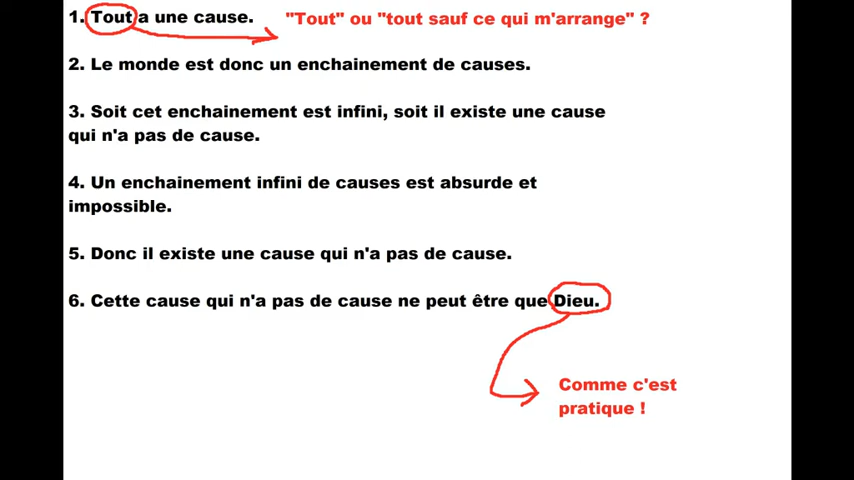 1. Tout a une cause. "Tout" ou "tout sauf ce qui m'arrange" ?
2. Le monde est donc un enchainement de causes.
3. Soit cet enchainement est infini, soit il existe une cause
qui n'a pas de cause.
4. Un enchainement infini de causes est absurde et
impossible.
5. Donc il existe une cause qui n'a pas de cause.
6. Cette cause qui n'a pas de cause ne peut être que Dieu.
Comme c'est
pratique !